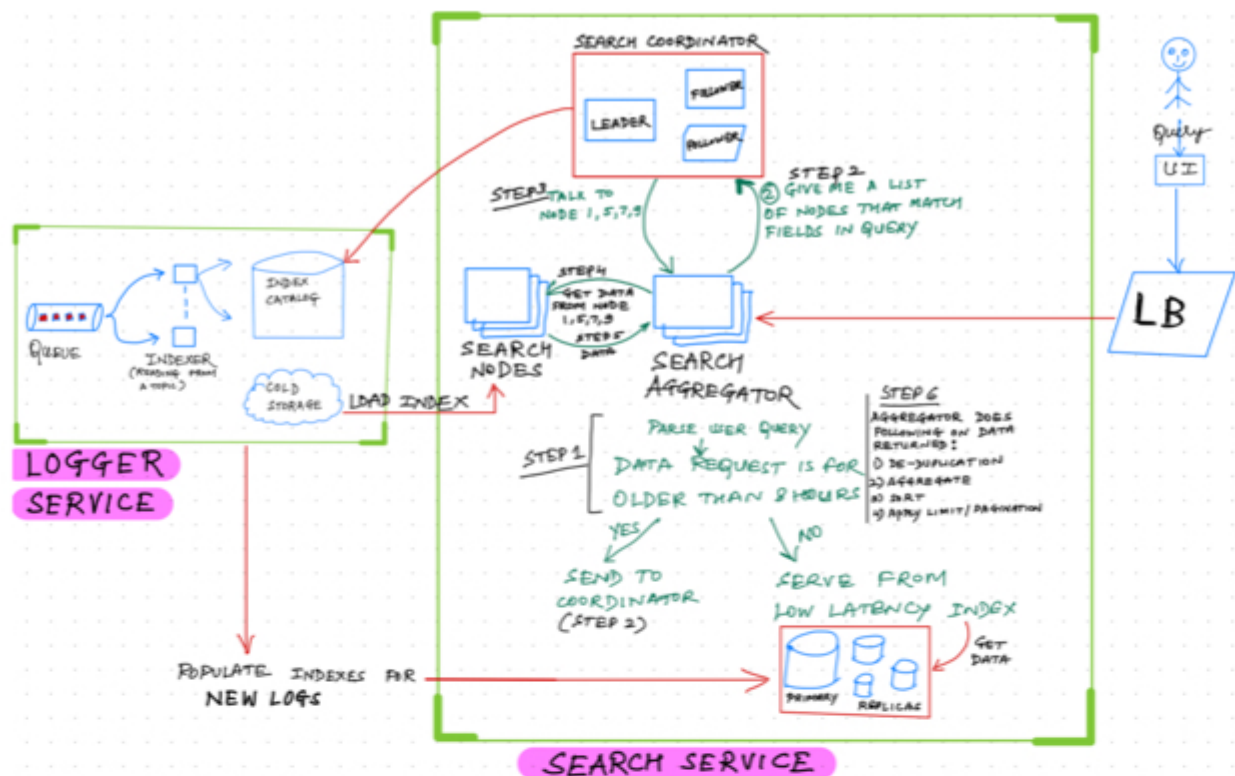 SEARCH COORDINATOR
LEADER
FOLLOWER
FOLLOWER
STEP 3 TALK TO
NODE 1,5,7,9
STEP 2
② GIVE ME A LIST
OF NODES THAT MATCH
FIELDS IN QUERY
Query
UI
LB
QUEUE
INDEXER
(READING FROM
A TOPIC)
INDEX
CATALOG
COLD
STORAGE
LOAD INDEX
LOGGER
SERVICE
SEARCH
NODES
STEP 4
GET DATA
FROM NODE
1,5,7,9
STEP 5
DATA
SEARCH
AGGREGATOR
STEP 1
PARSE USER QUERY
DATA REQUEST IS FOR
OLDER THAN 8 HOURS
YES
NO
SEND TO
COORDINATOR
(STEP 2)
SERVE FROM
LOW LATENCY INDEX
GET
DATA
PRIMARY
REPLICAS
STEP 6
AGGREGATOR DOES
FOLLOWING ON DATA
RETURNED:
1) DE-DUPLICATION
2) AGGREGATE
3) SORT
4) APPLY LIMIT/PAGINATION
POPULATE INDEXES FOR
NEW LOGS
SEARCH SERVICE